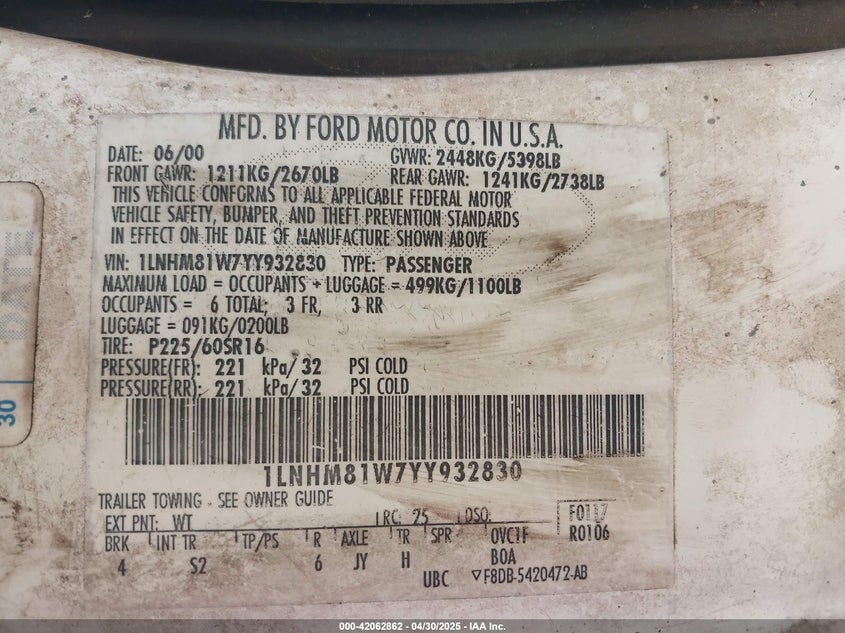 MFD. BY FORD MOTOR CO. IN U.S.A.
DATE: 06/00 GVWR: 2448KG/5398LB
FRONT GAWR: 1211KG/2670LB REAR GAWR: 1241KG/2738LB
THIS VEHICLE CONFORMS TO ALL APPLICABLE FEDERAL MOTOR
VEHICLE SAFETY, BUMPER, AND THEFT PREVENTION STANDARDS
IN EFFECT ON THE DATE OF MANUFACTURE SHOWN ABOVE
VIN: 1LNHM81W7YY932830 TYPE: PASSENGER
MAXIMUM LOAD = OCCUPANTS + LUGGAGE = 499KG/1100LB
OCCUPANTS = 6 TOTAL; 3 FR, 3 RR
LUGGAGE = 091KG/0200LB
TIRE: P225/60SR16
PRESSURE(FR): 221 kPa/32 PSI COLD
PRESSURE(RR): 221 kPa/32 PSI COLD
1LNHM81W7YY932830
TRAILER TOWING - SEE OWNER GUIDE
EXT PNT: WT RC: 75 DSO: F0117
BRK INT TR TP/PS R AXLE TR SPR OVC1F R0106
4 S2 6 JY H BOA
UBC F8DB-5420472-AB
DATE
30
000-42062862 - 04/30/2025 - IAA Inc.